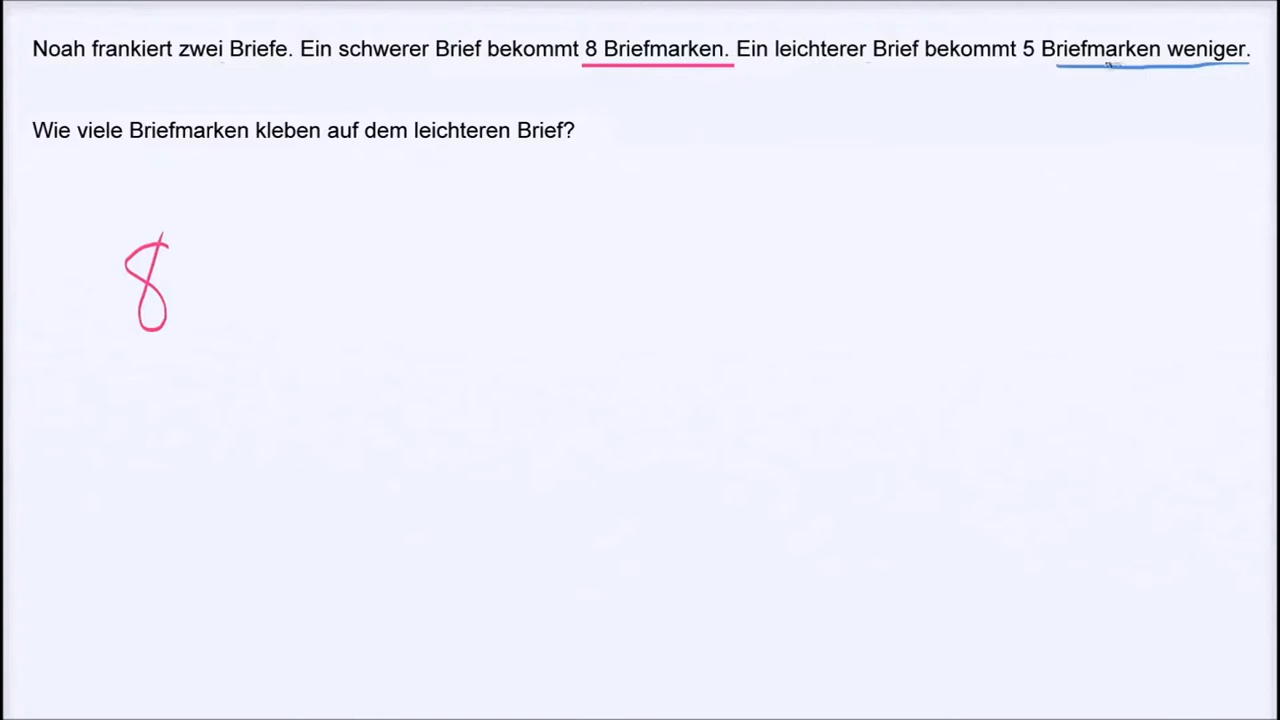 Noah frankiert zwei Briefe. Ein schwerer Brief bekommt 8 Briefmarken. Ein leichterer Brief bekommt 5 Briefmarken weniger.
Wie viele Briefmarken kleben auf dem leichteren Brief?
8